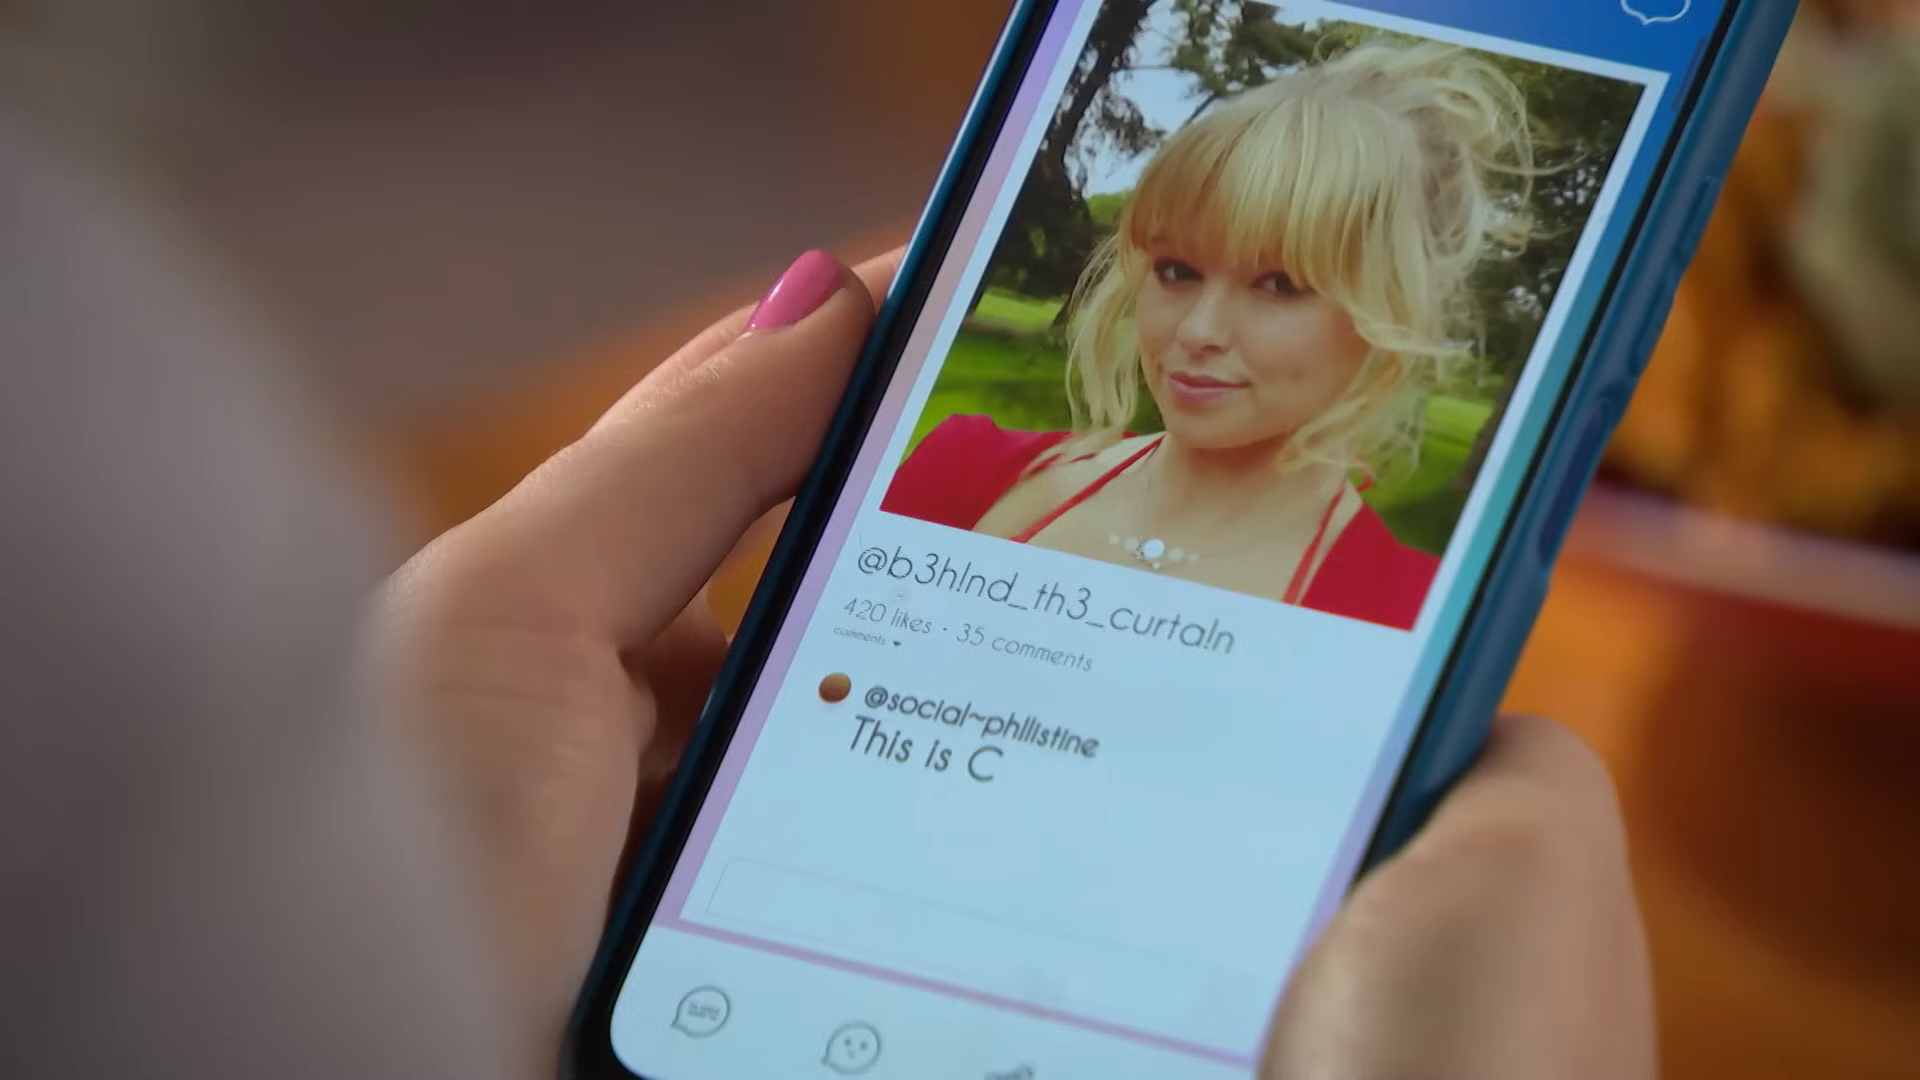 @b3h!nd_th3_curta!n
420 likes · 35 comments
comments
@social~phIlIstine
This is C